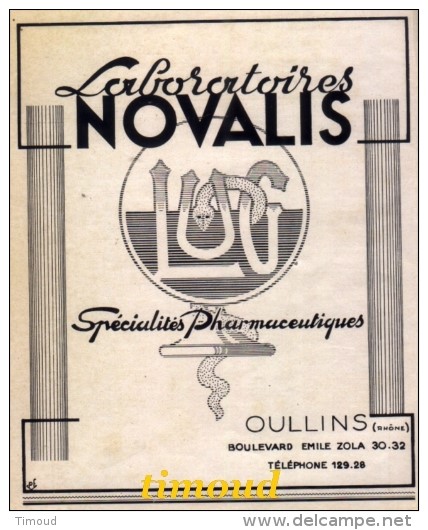 Laboratoires
NOVALIS
LUG
Spécialités Pharmaceutiques
OULLINS (RHÔNE)
BOULEVARD EMILE ZOLA 30.32
TÉLÉPHONE 129.28
timoud
Timoud
www.delcampe.net